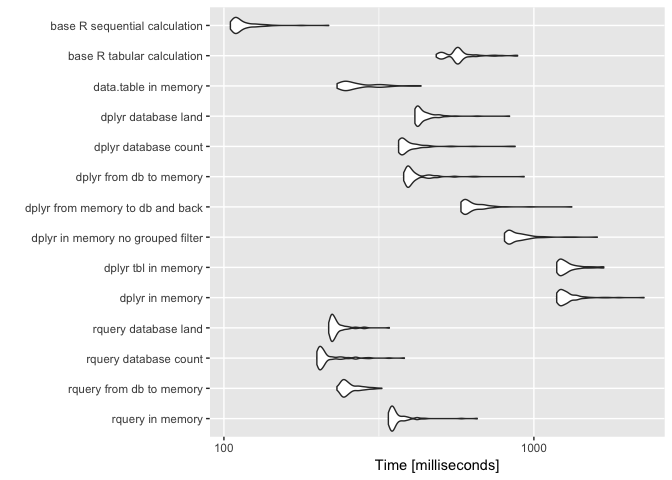 base R sequential calculation
base R tabular calculation
data.table in memory
dplyr database land
dplyr database count
dplyr from db to memory
dplyr from memory to db and back
dplyr in memory no grouped filter
dplyr tbl in memory
dplyr in memory
rquery database land
rquery database count
rquery from db to memory
rquery in memory
100 1000
Time [milliseconds]